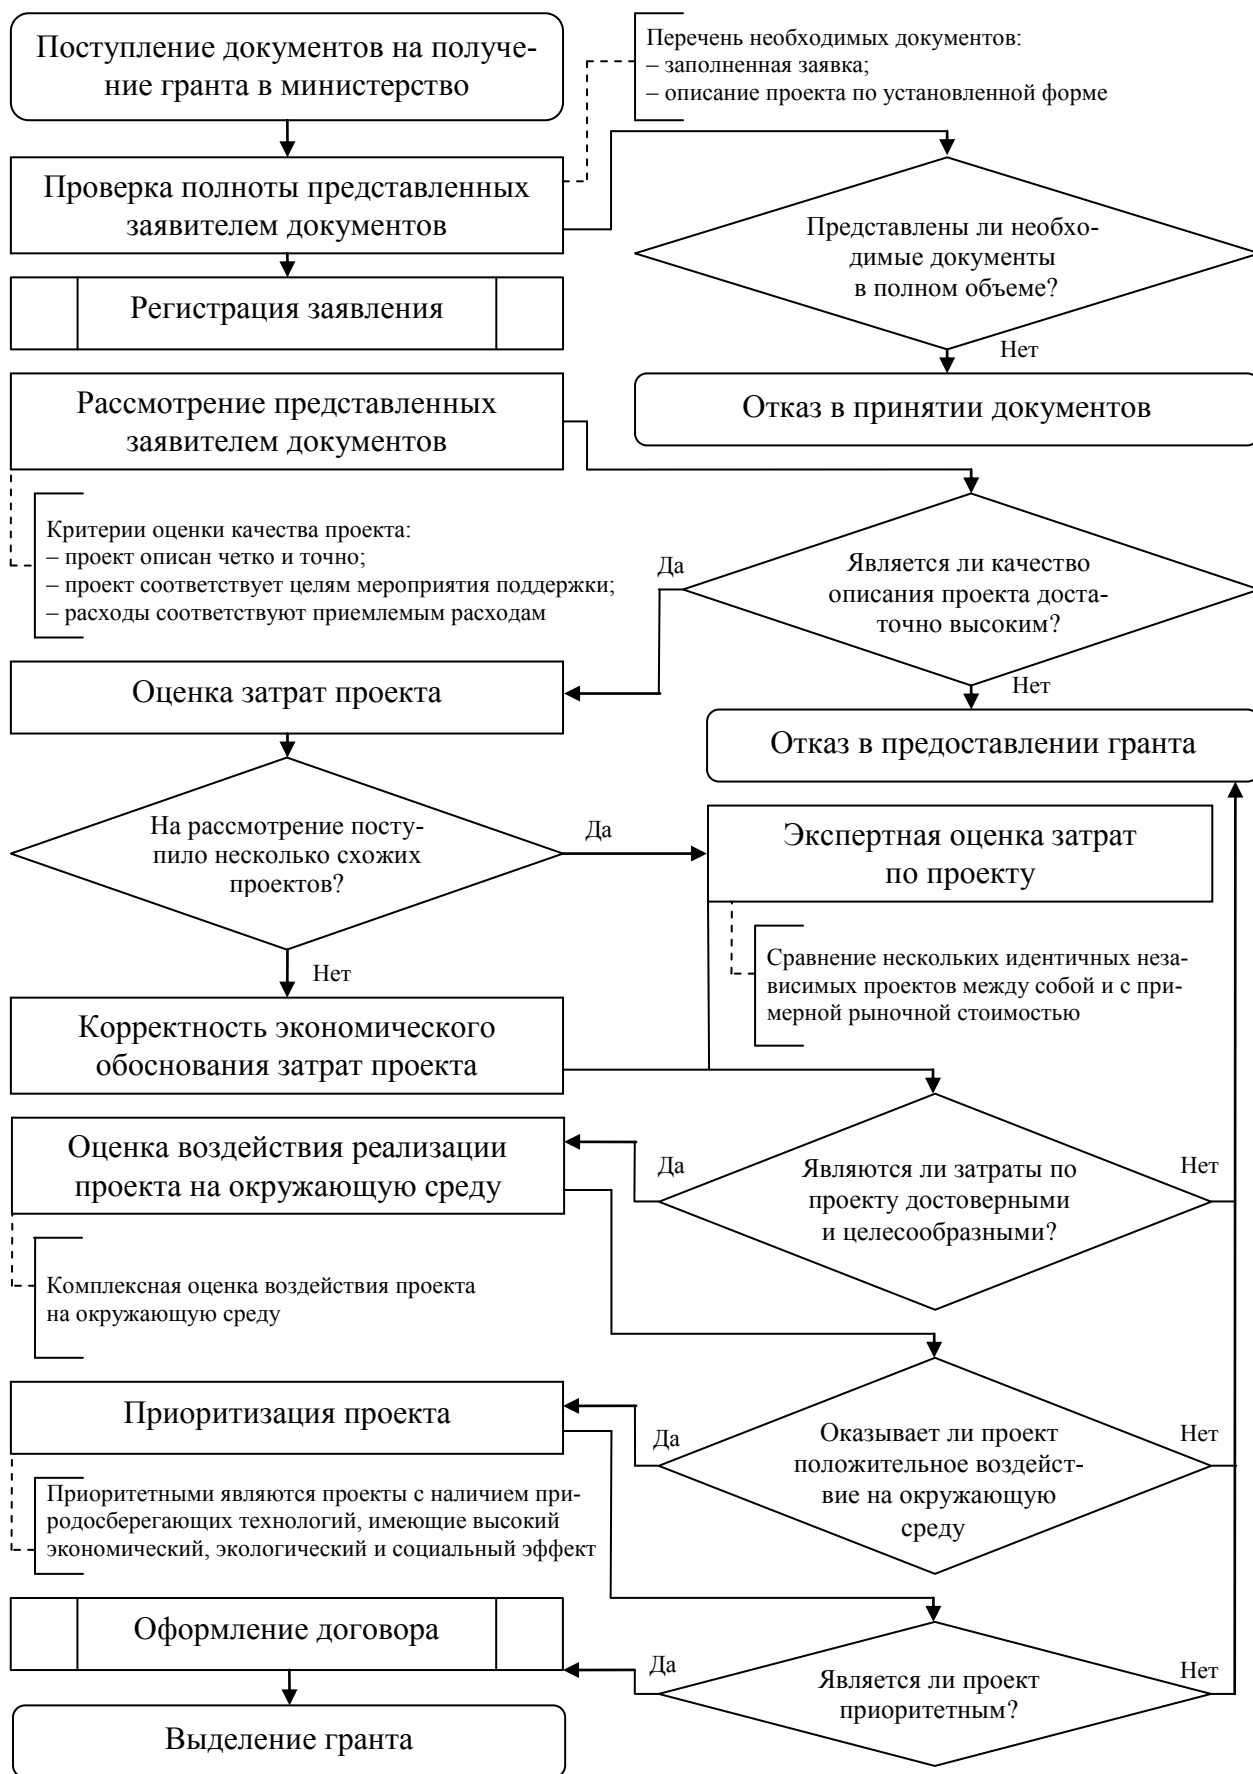 Поступление документов на получе-
ние гранта в министерство
Перечень необходимых документов:
– заполненная заявка;
– описание проекта по установленной форме
Проверка полноты представленных
заявителем документов
Представлены ли необхо-
димые документы
в полном объеме?
Регистрация заявления
Нет
Отказ в принятии документов
Рассмотрение представленных
заявителем документов
Критерии оценки качества проекта:
– проект описан четко и точно;
– проект соответствует целям мероприятия поддержки;
– расходы соответствуют приемлемым расходам
Да
Является ли качество
описания проекта доста-
точно высоким?
Нет
Оценка затрат проекта
Отказ в предоставлении гранта
На рассмотрение посту-
пило несколько схожих
проектов?
Да
Экспертная оценка затрат
по проекту
Сравнение нескольких идентичных неза-
висимых проектов между собой и с при-
мерной рыночной стоимостью
Нет
Корректность экономического
обоснования затрат проекта
Оценка воздействия реализации
проекта на окружающую среду
Да
Являются ли затраты по
проекту достоверными
и целесообразными?
Нет
Комплексная оценка воздействия проекта
на окружающую среду
Приоритизация проекта
Да
Оказывает ли проект
положительное воздейст-
вие на окружающую
среду
Нет
Приоритетными являются проекты с наличием при-
родосберегающих технологий, имеющие высокий
экономический, экологический и социальный эффект
Оформление договора
Да
Является ли проект
приоритетным?
Нет
Выделение гранта